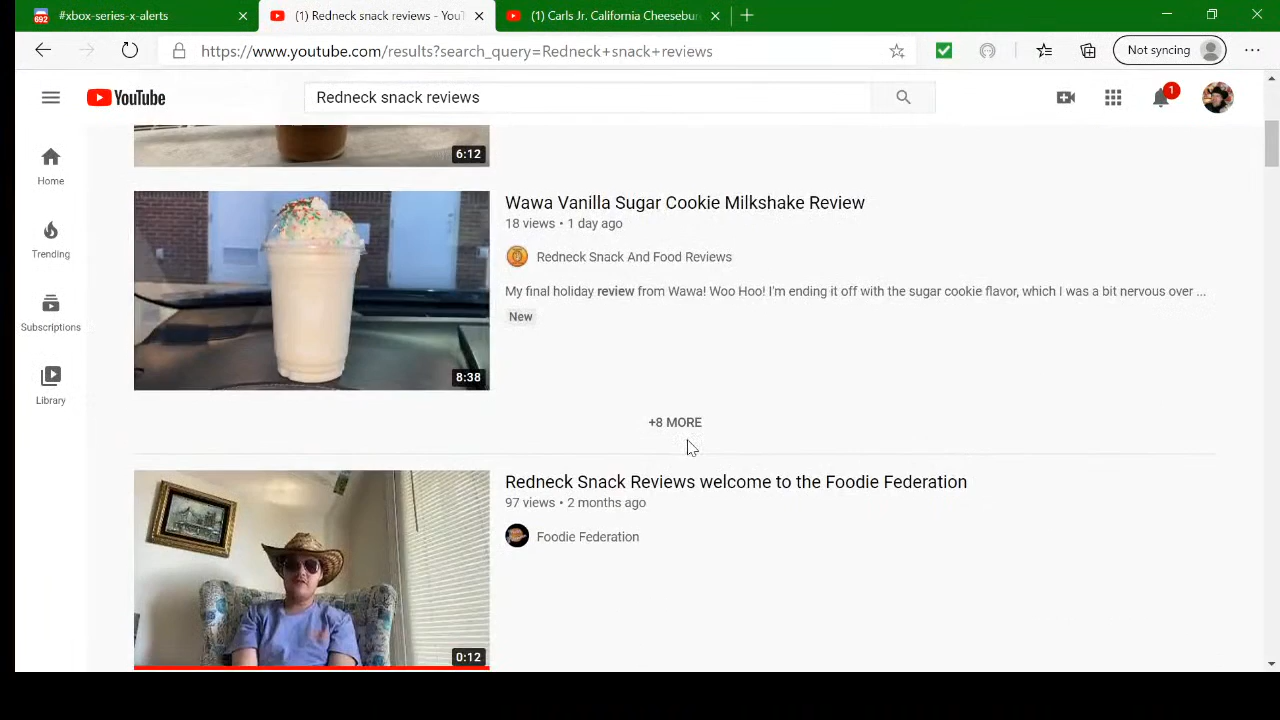 692
#xbox-series-x-alerts
(1) Redneck snack reviews - YouT
(1) Carls Jr. California Cheesebur
https://www.youtube.com/results?search_query=Redneck+snack+reviews
Not syncing
YouTube
Redneck snack reviews
1
6:12
Home
Wawa Vanilla Sugar Cookie Milkshake Review
18 views • 1 day ago
Trending
Redneck Snack And Food Reviews
My final holiday review from Wawa! Woo Hoo! I'm ending it off with the sugar cookie flavor, which I was a bit nervous over ...
New
Subscriptions
8:38
Library
+8 MORE
Redneck Snack Reviews welcome to the Foodie Federation
97 views • 2 months ago
Foodie Federation
0:12